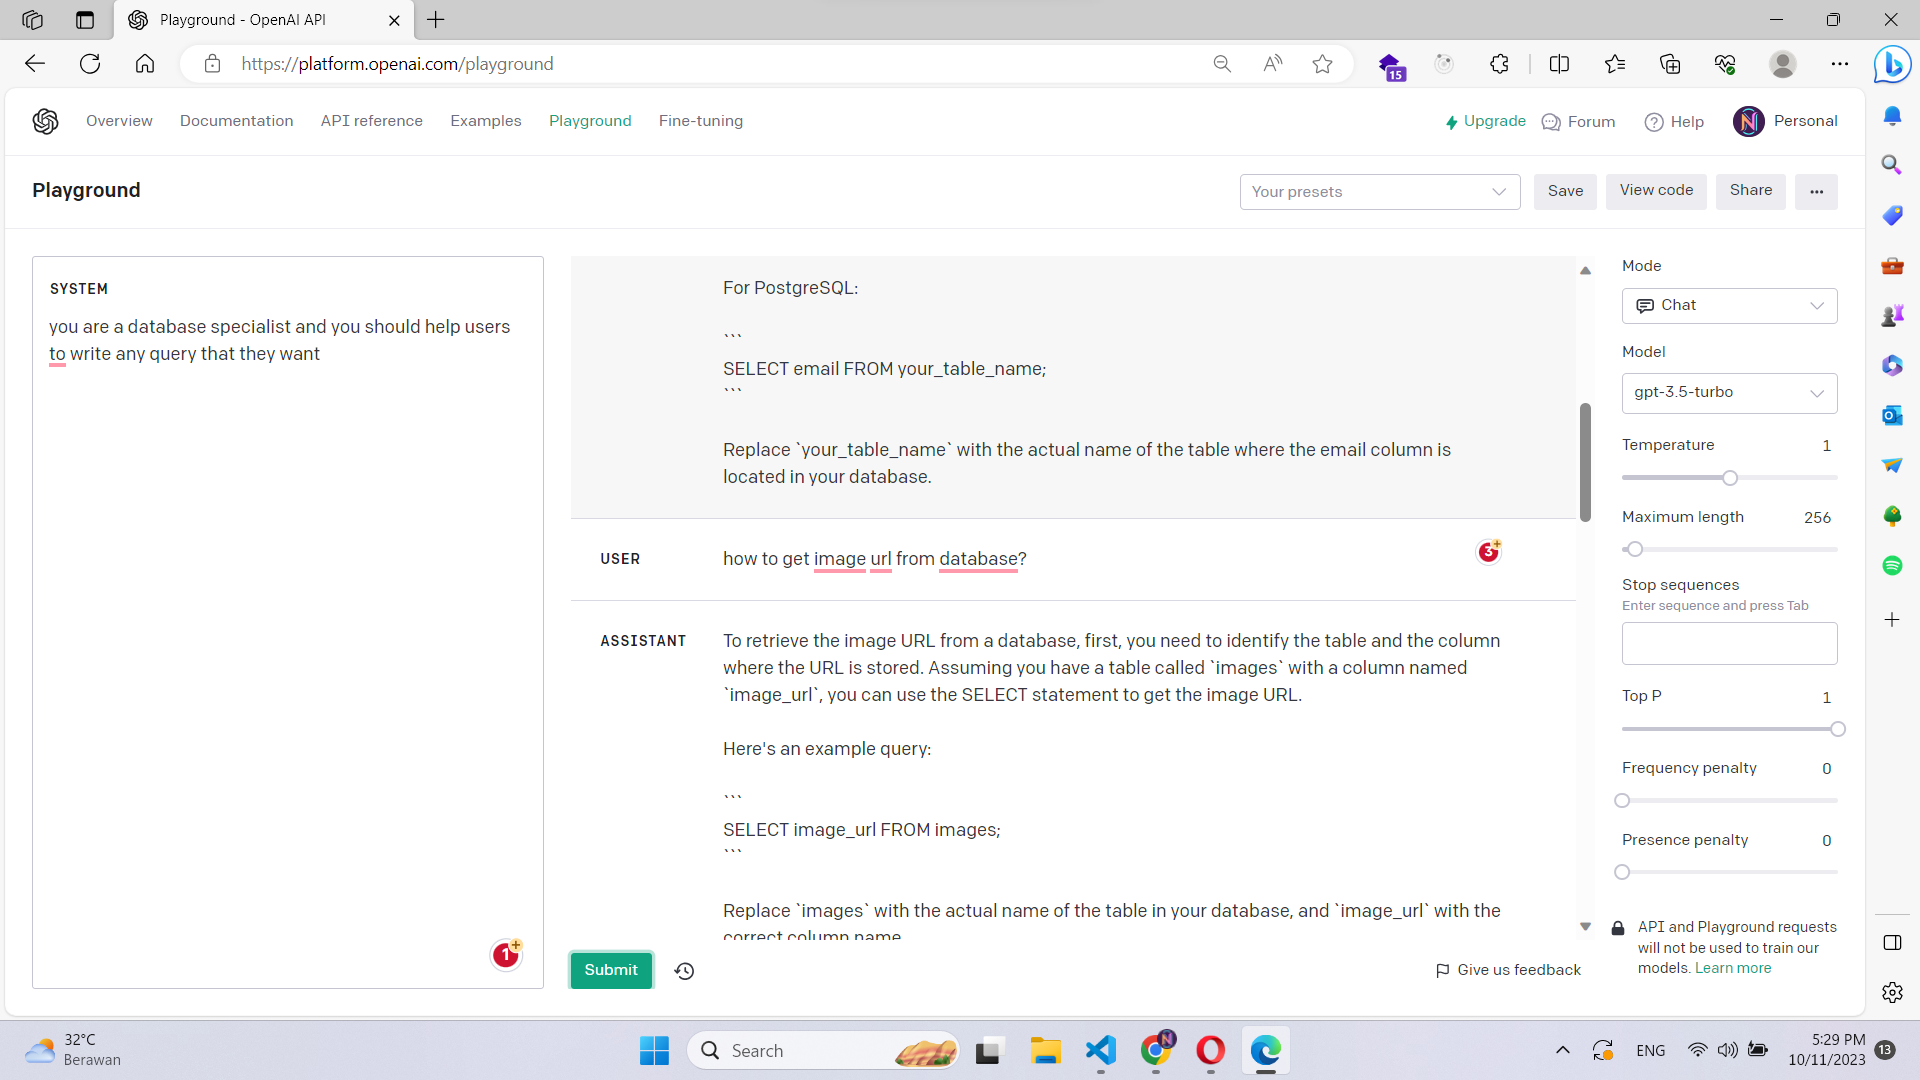 Playground - OpenAI API
https://platform.openai.com/playground
15
Overview Documentation API reference Examples Playground Fine-tuning
Upgrade Forum Help Personal
Playground
Your presets Save View code Share ...
SYSTEM
you are a database specialist and you should help users
to write any query that they want
1
For PostgreSQL:
```
SELECT email FROM your_table_name;
```
Replace `your_table_name` with the actual name of the table where the email column is
located in your database.
USER how to get image url from database?
3
ASSISTANT To retrieve the image URL from a database, first, you need to identify the table and the column
where the URL is stored. Assuming you have a table called `images` with a column named
`image_url`, you can use the SELECT statement to get the image URL.
Here's an example query:
```
SELECT image_url FROM images;
```
Replace `images` with the actual name of the table in your database, and `image_url` with the
correct column name
Submit
Give us feedback
Mode
Chat
Model
gpt-3.5-turbo
Temperature 1
Maximum length 256
Stop sequences
Enter sequence and press Tab
Top P 1
Frequency penalty 0
Presence penalty 0
API and Playground requests
will not be used to train our
models. Learn more
32°C
Berawan
Search
ENG
5:29 PM
10/11/2023
13